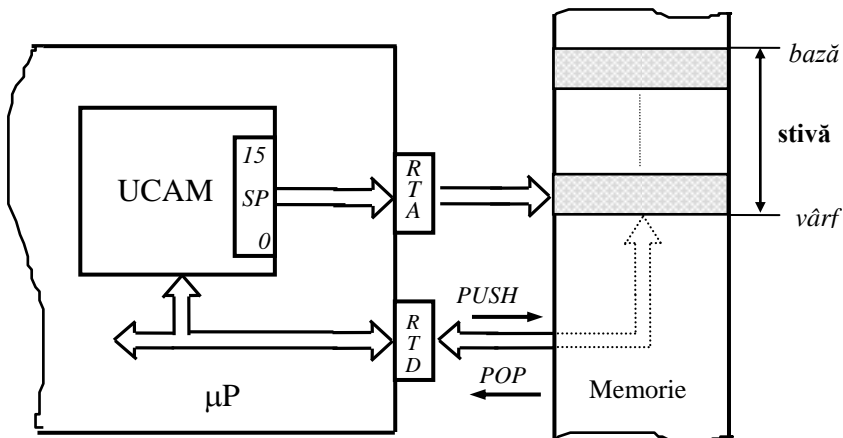 UCAM
15
SP
0
R
T
A
R
T
D
PUSH
POP
μP
Memorie
bază
stivă
vârf